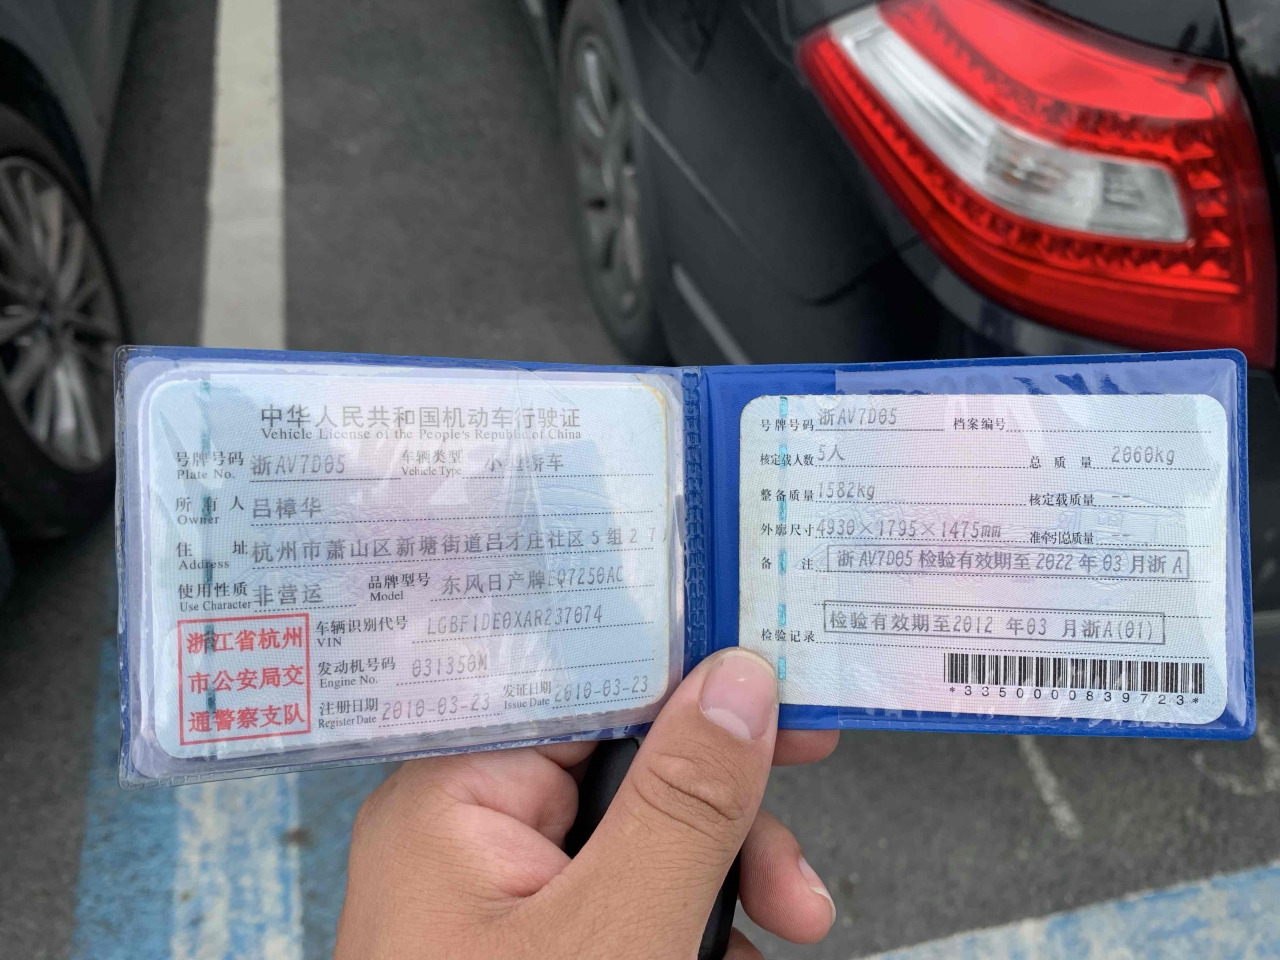 中华人民共和国机动车行驶证
Vehicle License of the People's Republic of China
号牌号码 浙AV7D05 车辆类型 小型轿车
Plate No. Vehicle Type
所有人 吕樟华
Owner
住址 杭州市萧山区新塘街道吕才庄社区5组27
Address
使用性质 非营运 品牌型号 东风日产牌EQ7250AC
Use Character Model
浙江省杭州
市公安局交
通警察支队
车辆识别代号 LGBF1DE0XAR237074
VIN
发动机号码 031350M
Engine No.
注册日期 2010-03-23 发证日期 2010-03-23
Register Date Issue Date
号牌号码 浙AV7D05 档案编号
核定载人数 5人 总质量 2060kg
整备质量 1582kg 核定载质量 --
外廓尺寸 4930×1795×1475mm 准牵引总质量 --
备注 浙AV7D05 检验有效期至2022年03月浙A
检验记录 检验有效期至2012 年03 月浙A(01)
*3350000839723*